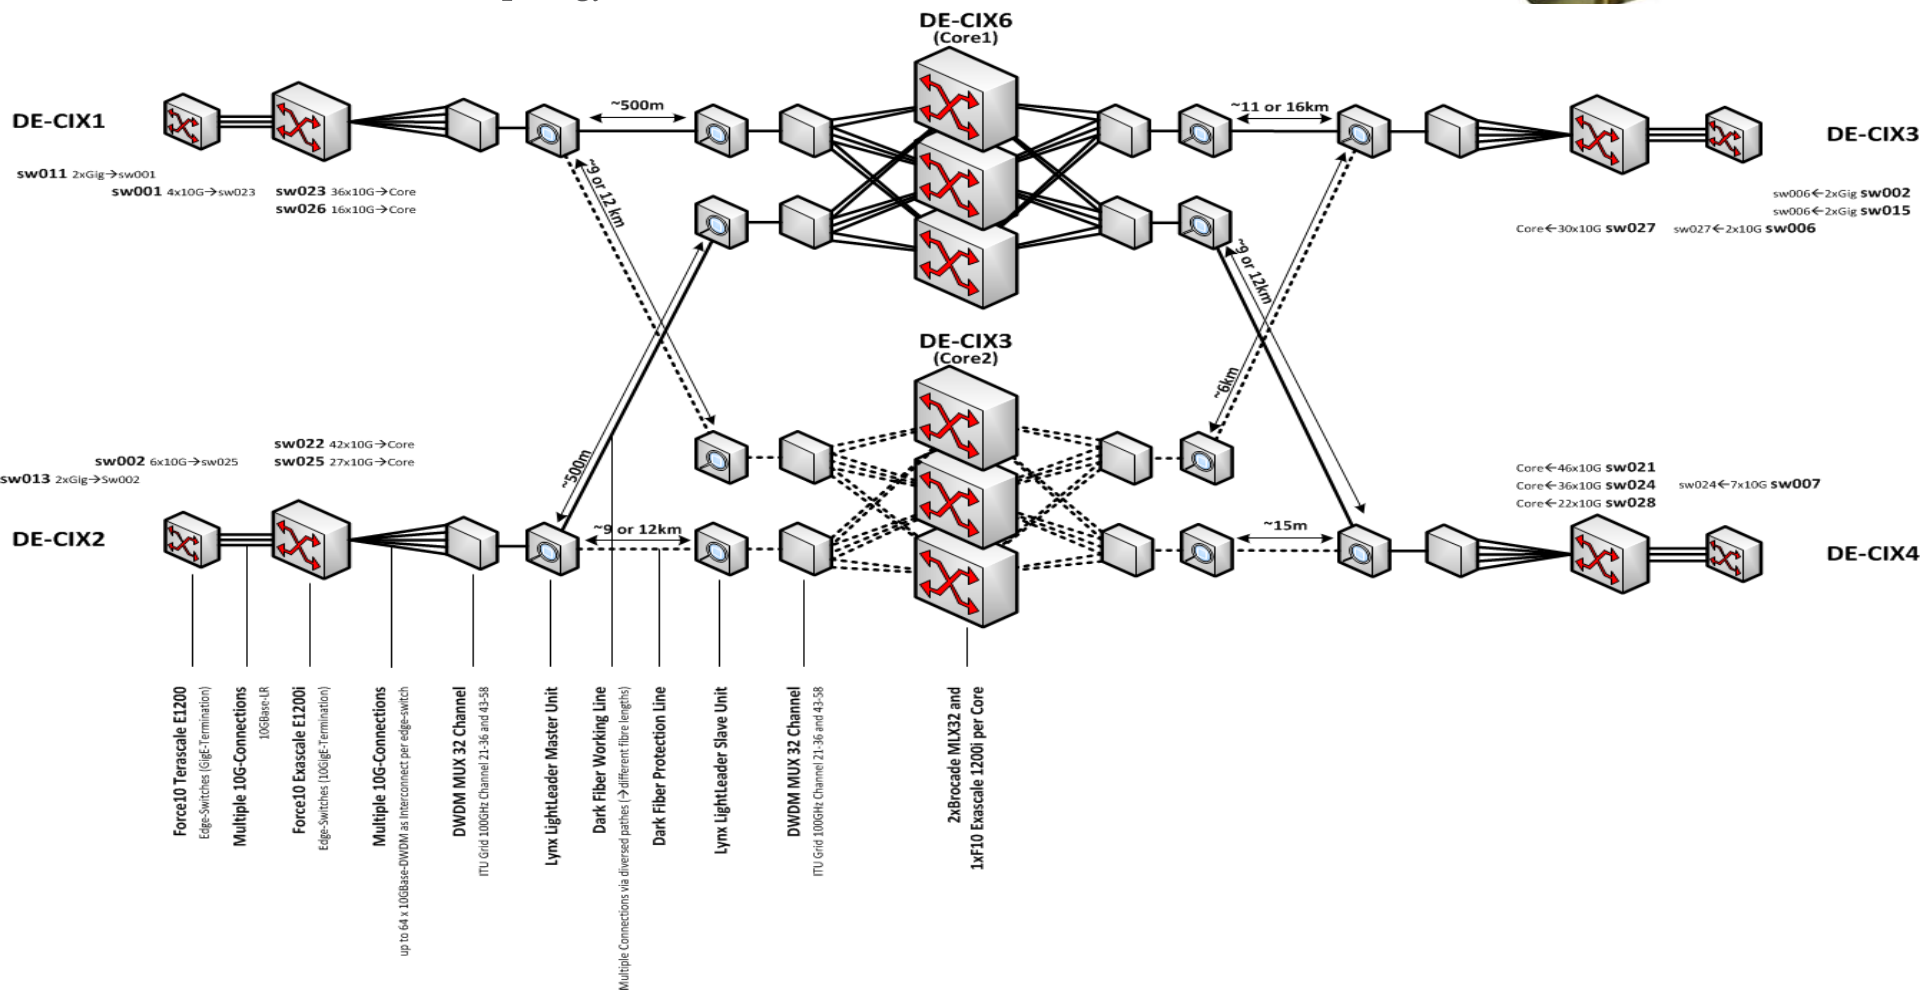 DE-CIX6
(Core1)
DE-CIX1
~500m
~11 or 16km
DE-CIX3
sw011 2xGig→sw001
sw001 4x10G→sw023
sw023 36x10G→Core
sw026 16x10G→Core
~9 or 12 km
sw006←2xGig sw002
sw006←2xGig sw015
Core←30x10G sw027
sw027←2x10G sw006
~9 or 12km
DE-CIX3
(Core2)
~6km
~500m
sw022 42x10G→Core
sw025 27x10G→Core
sw002 6x10G→sw025
sw013 2xGig→Sw002
Core←46x10G sw021
Core←36x10G sw024
Core←22x10G sw028
sw024←7x10G sw007
DE-CIX2
~9 or 12km
~15m
DE-CIX4
Force10 Terascale E1200
Edge-Switches (GigE-Termination)
Multiple 10G-Connections
10GBase-LR
Force10 Exascale E1200i
Edge-Switches (10GigE-Termination)
Multiple 10G-Connections
up to 64 x 10GBase-DWDM as Interconnect per edge-switch
DWDM MUX 32 Channel
ITU Grid 100GHz Channel 21-36 and 43-58
Lynx LightLeader Master Unit
Dark Fiber Working Line
Multiple Connections via diversed pathes (→different fibre lengths)
Dark Fiber Protection Line
Lynx LightLeader Slave Unit
DWDM MUX 32 Channel
ITU Grid 100GHz Channel 21-36 and 43-58
2xBrocade MLX32 and
1xF10 Exascale 1200i per Core